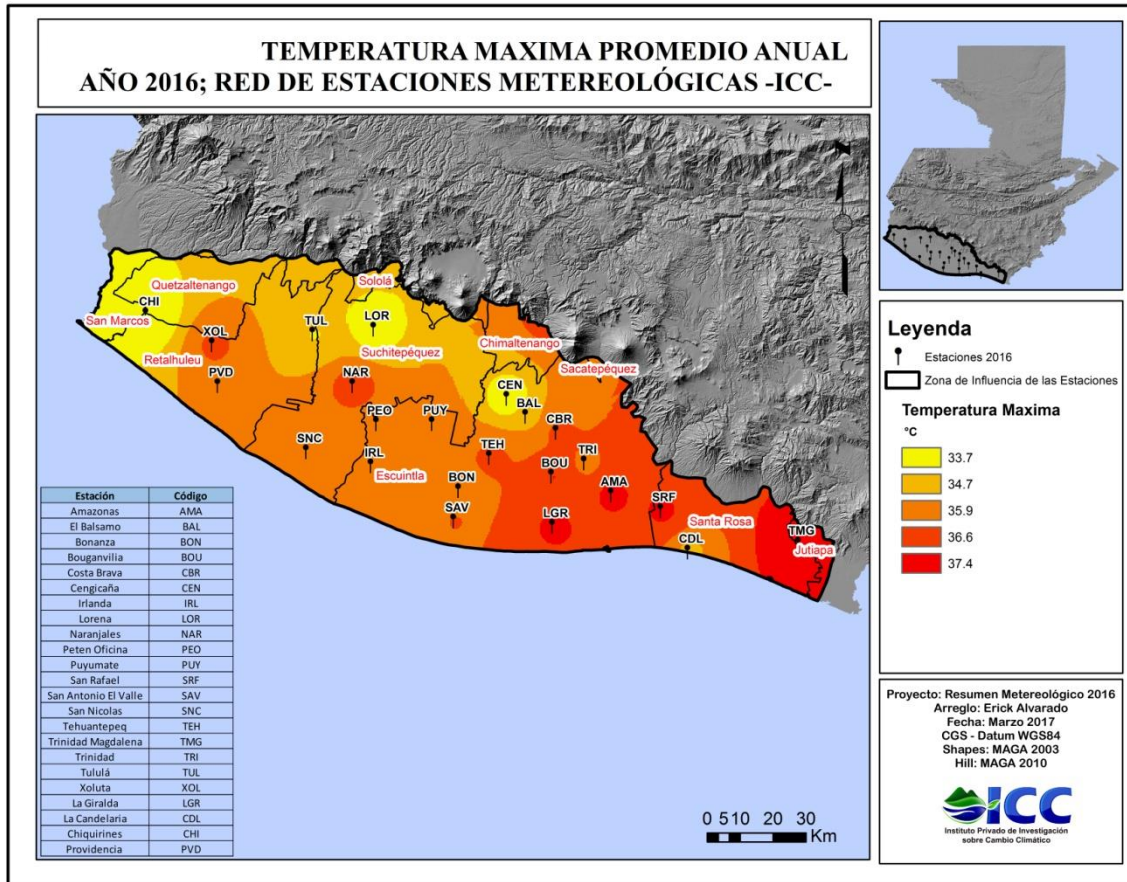 TEMPERATURA MAXIMA PROMEDIO ANUAL
AÑO 2016; RED DE ESTACIONES METEREOLÓGICAS -ICC-
Quetzaltenango
CHI
San Marcos
XOL
Retalhuleu
PVD
TUL
Sololá
LOR
Suchitepéquez
NAR
Chimaltenango
Sacatepéquez
CEN
BAL
PEO
PUY
CBR
SNC
IRL
TEH
TRI
BOU
Escuintla
BON
AMA
SAV
LGR
SRF
Santa Rosa
CDL
TMG
Jutiapa
Estación Código
Amazonas AMA
El Balsamo BAL
Bonanza BON
Bouganvilia BOU
Costa Brava CBR
Cengicaña CEN
Irlanda IRL
Lorena LOR
Naranjales NAR
Peten Oficina PEO
Puyumate PUY
San Rafael SRF
San Antonio El Valle SAV
San Nicolas SNC
Tehuantepeq TEH
Trinidad Magdalena TMG
Trinidad TRI
Tululá TUL
Xoluta XOL
La Giralda LGR
La Candelaria CDL
Chiquirines CHI
Providencia PVD
0 5 10 20 30
Km
Leyenda
Estaciones 2016
Zona de Influencia de las Estaciones
Temperatura Maxima
°C
33.7
34.7
35.9
36.6
37.4
Proyecto: Resumen Metereológico 2016
Arreglo: Erick Alvarado
Fecha: Marzo 2017
CGS - Datum WGS84
Shapes: MAGA 2003
Hill: MAGA 2010
ICC
Instituto Privado de Investigación
sobre Cambio Climático